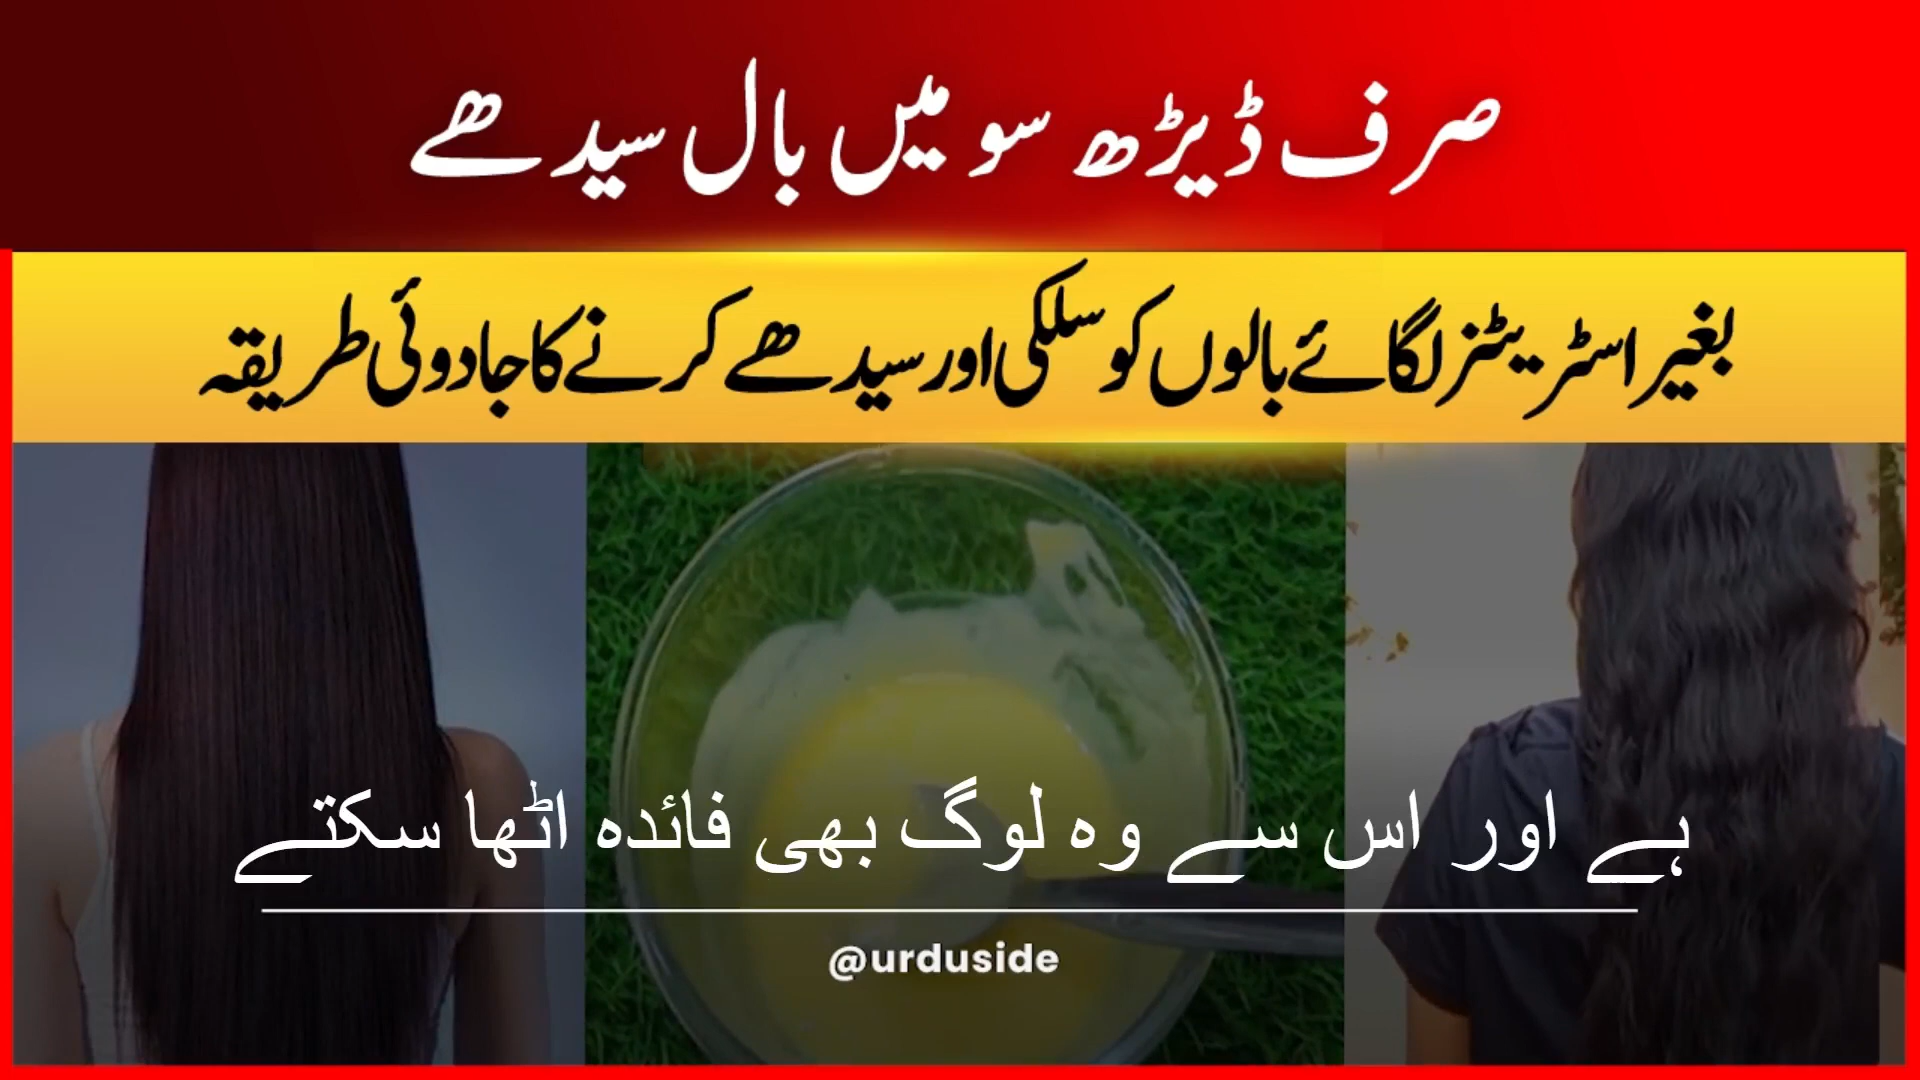 صرف ڈیڑھ سو میں بال سیدھے
بغیر اسٹریٹنر لگائے بالوں کو سلکی اور سیدھے کرنے کا جادوئی طریقہ
ہے اور اس سے وہ لوگ بھی فائدہ اٹھا سکتے
@urduside